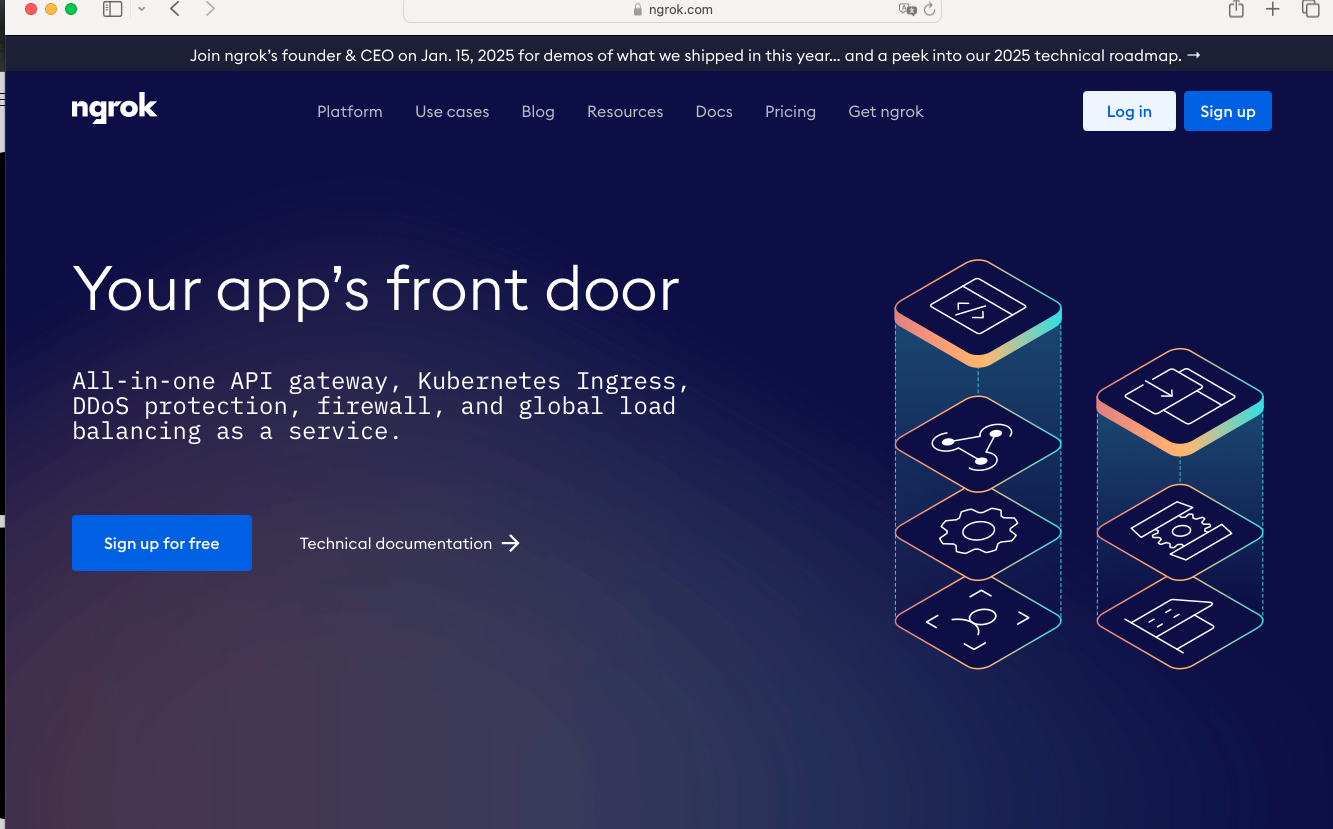 ngrok.com
Join ngrok’s founder & CEO on Jan. 15, 2025 for demos of what we shipped in this year... and a peek into our 2025 technical roadmap. →
ngrok
Platform
Use cases
Blog
Resources
Docs
Pricing
Get ngrok
Log in
Sign up
Your app’s front door
All-in-one API gateway, Kubernetes Ingress,
DDoS protection, firewall, and global load
balancing as a service.
Sign up for free
Technical documentation →